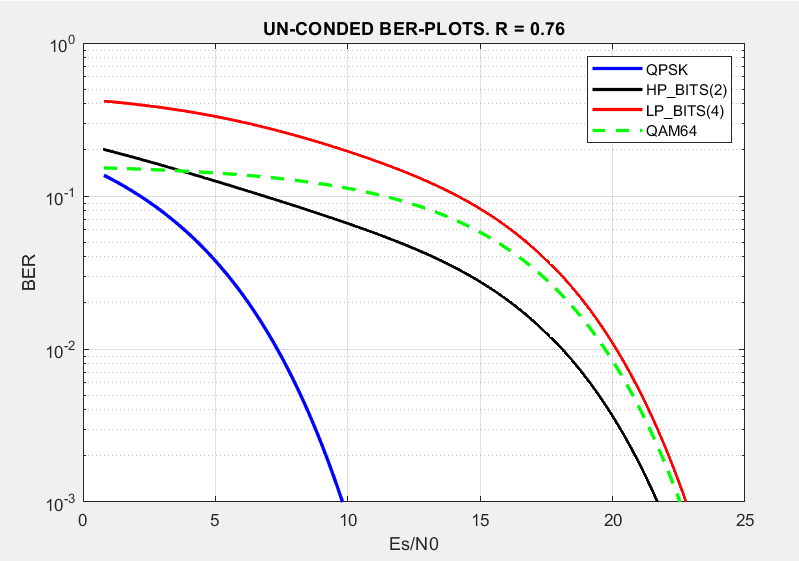 UN-CONDED BER-PLOTS. R = 0.76
QPSK
HP_BITS(2)
LP_BITS(4)
QAM64
10^0
10^-1
10^-2
10^-3
BER
0 5 10 15 20 25
Es/N0